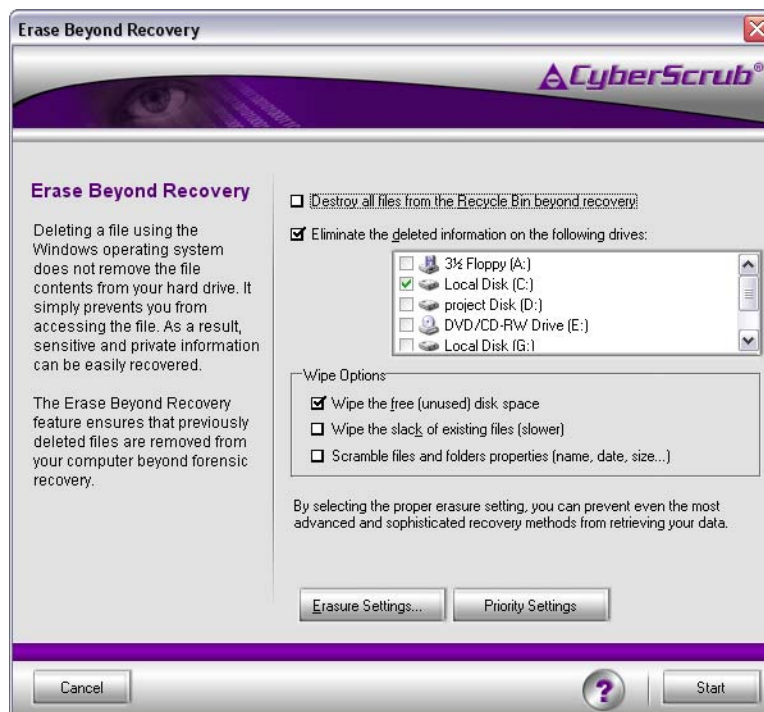 Erase Beyond Recovery
CyberScrub®
Erase Beyond Recovery
Deleting a file using the
Windows operating system
does not remove the file
contents from your hard drive. It
simply prevents you from
accessing the file. As a result,
sensitive and private information
can be easily recovered.
The Erase Beyond Recovery
feature ensures that previously
deleted files are removed from
your computer beyond forensic
recovery.
Destroy all files from the Recycle Bin beyond recovery
Eliminate the deleted information on the following drives:
3½ Floppy (A:)
Local Disk (C:)
project Disk (D:)
DVD/CD-RW Drive (E:)
Local Disk (G:)
Wipe Options
Wipe the free (unused) disk space
Wipe the slack of existing files (slower)
Scramble files and folders properties (name, date, size...)
By selecting the proper erasure setting, you can prevent even the most
advanced and sophisticated recovery methods from retrieving your data.
Erasure Settings...
Priority Settings
Cancel
?
Start